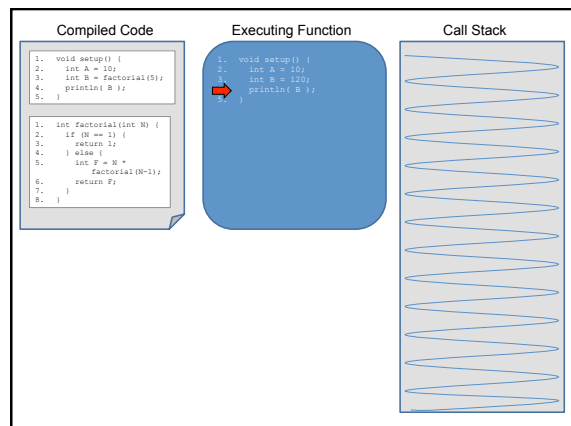 Compiled Code
Executing Function
Call Stack
1. void setup() {
2. int A = 10;
3. int B = factorial(5);
4. println( B );
5. }
1. int factorial(int N) {
2. if (N == 1) {
3. return 1;
4. } else {
5. int F = N *
factorial(N-1);
6. return F;
7. }
8. }
1. void setup() {
2. int A = 10;
3. int B = 120;
println( B );
5. }